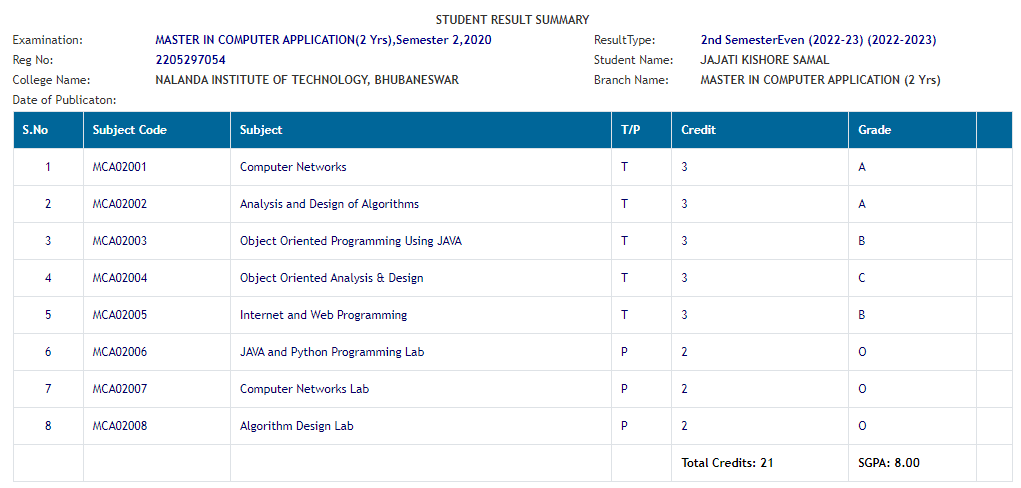 STUDENT RESULT SUMMARY
Examination: MASTER IN COMPUTER APPLICATION(2 Yrs),Semester 2,2020 ResultType: 2nd SemesterEven (2022-23) (2022-2023)
Reg No: 2205297054 Student Name: JAJATI KISHORE SAMAL
College Name: NALANDA INSTITUTE OF TECHNOLOGY, BHUBANESWAR Branch Name: MASTER IN COMPUTER APPLICATION (2 Yrs)
Date of Publicaton:
S.No Subject Code Subject T/P Credit Grade
1 MCA02001 Computer Networks T 3 A
2 MCA02002 Analysis and Design of Algorithms T 3 A
3 MCA02003 Object Oriented Programming Using JAVA T 3 B
4 MCA02004 Object Oriented Analysis & Design T 3 C
5 MCA02005 Internet and Web Programming T 3 B
6 MCA02006 JAVA and Python Programming Lab P 2 O
7 MCA02007 Computer Networks Lab P 2 O
8 MCA02008 Algorithm Design Lab P 2 O
Total Credits: 21 SGPA: 8.00